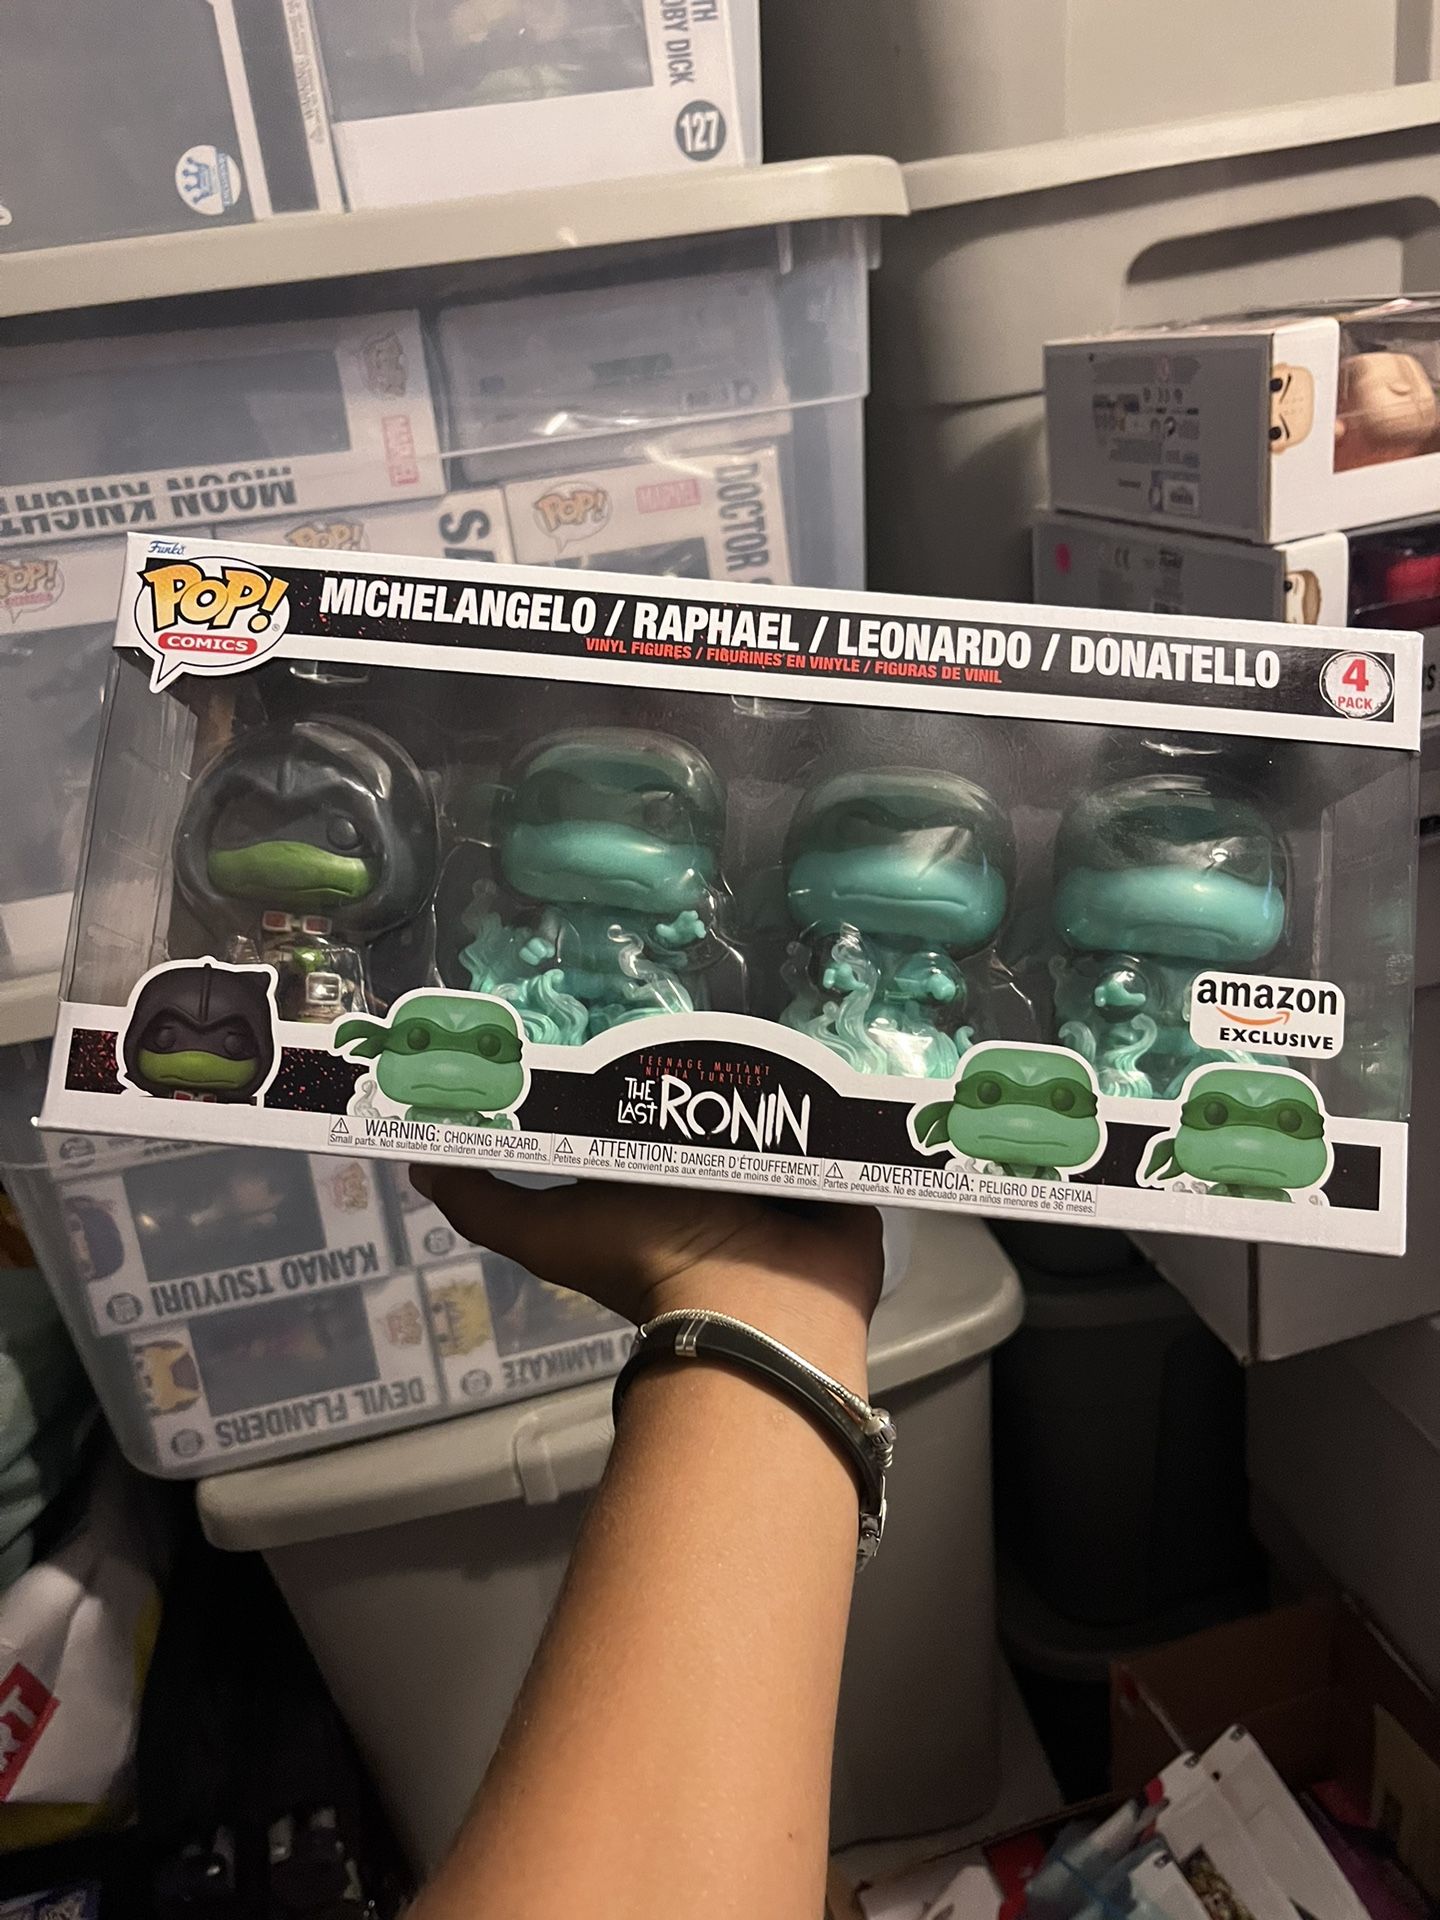 OBY DICK
127
MARVEL
MOON KNIGHT
POP!
DOCTOR
POP!
Funko
POP!
COMICS
MICHELANGELO / RAPHAEL / LEONARDO / DONATELLO
VINYL FIGURES / FIGURINES EN VINYLE / FIGURAS DE VINIL
4
PACK
amazon
EXCLUSIVE
TEENAGE MUTANT
NINJA TURTLES
THE LAST RONIN
WARNING: CHOKING HAZARD.
Small parts. Not suitable for children under 36 months.
ATTENTION: DANGER D'ÉTOUFFEMENT.
Petites pièces. Ne convient pas aux enfants de moins de 36 mois.
ADVERTENCIA: PELIGRO DE ASFIXIA.
Partes pequeñas. No es adecuado para niños menores de 36 meses.
KANAO TSUYURI
DEVIL FLANDERS
KAMIKAZE